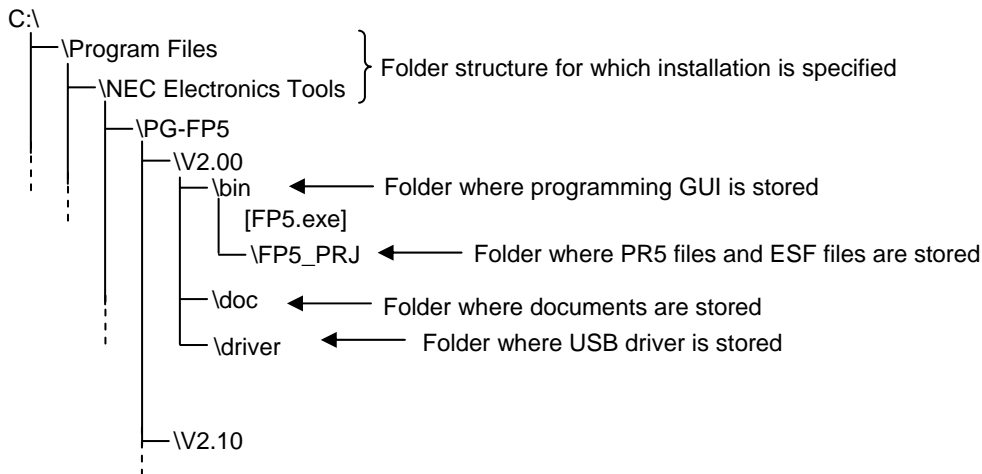 C:\
\Program Files
Folder structure for which installation is specified
\NEC Electronics Tools
\PG-FP5
\V2.00
\bin Folder where programming GUI is stored
[FP5.exe]
\FP5_PRJ Folder where PR5 files and ESF files are stored
\doc Folder where documents are stored
\driver Folder where USB driver is stored
\V2.10